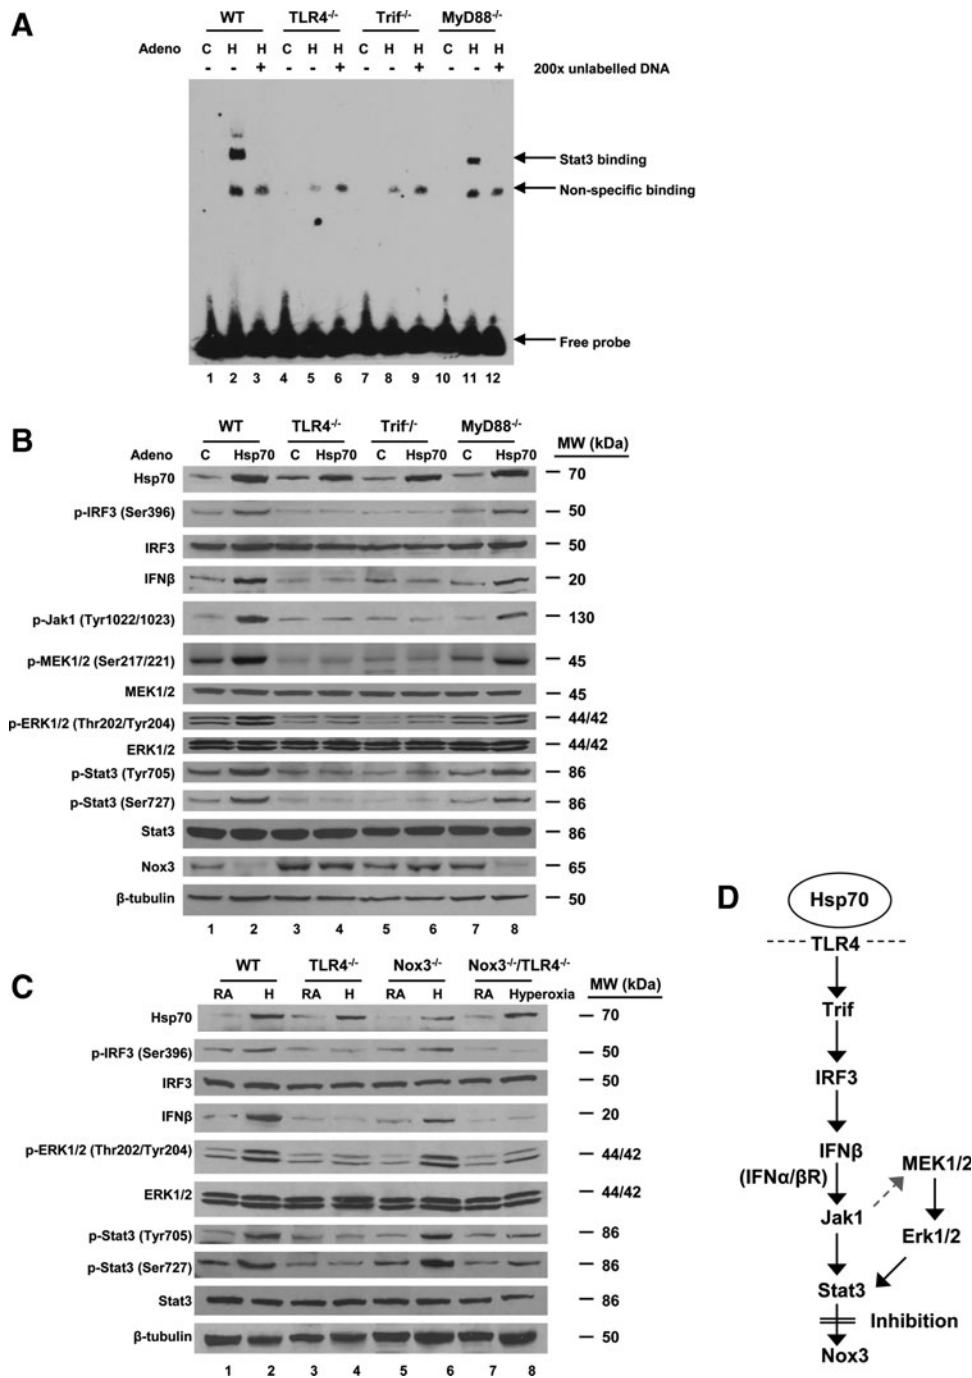 A
WT TLR4-/- Trif-/- MyD88-/-
Adeno C H H C H H C H H C H H
- - + - - + - - + - - + 200x unlabelled DNA
Stat3 binding
Non-specific binding
Free probe
1 2 3 4 5 6 7 8 9 10 11 12
B
WT TLR4-/- Trif-/- MyD88-/- MW (kDa)
Adeno C Hsp70 C Hsp70 C Hsp70 C Hsp70
Hsp70 70
p-IRF3 (Ser396) 50
IRF3 50
IFNβ 20
p-Jak1 (Tyr1022/1023) 130
p-MEK1/2 (Ser217/221) 45
MEK1/2 45
p-ERK1/2 (Thr202/Tyr204) 44/42
ERK1/2 44/42
p-Stat3 (Tyr705) 86
p-Stat3 (Ser727) 86
Stat3 86
Nox3 65
β-tubulin 50
1 2 3 4 5 6 7 8
C
WT TLR4-/- Nox3-/- Nox3-/-/TLR4-/- MW (kDa)
RA H RA H RA H RA Hyperoxia
Hsp70 70
p-IRF3 (Ser396) 50
IRF3 50
IFNβ 20
p-ERK1/2 (Thr202/Tyr204) 44/42
ERK1/2 44/42
p-Stat3 (Tyr705) 86
p-Stat3 (Ser727) 86
Stat3 86
β-tubulin 50
1 2 3 4 5 6 7 8
D
Hsp70
TLR4
Trif
IRF3
IFNβ
(IFNα/βR)
MEK1/2
Jak1
Erk1/2
Stat3
Inhibition
Nox3